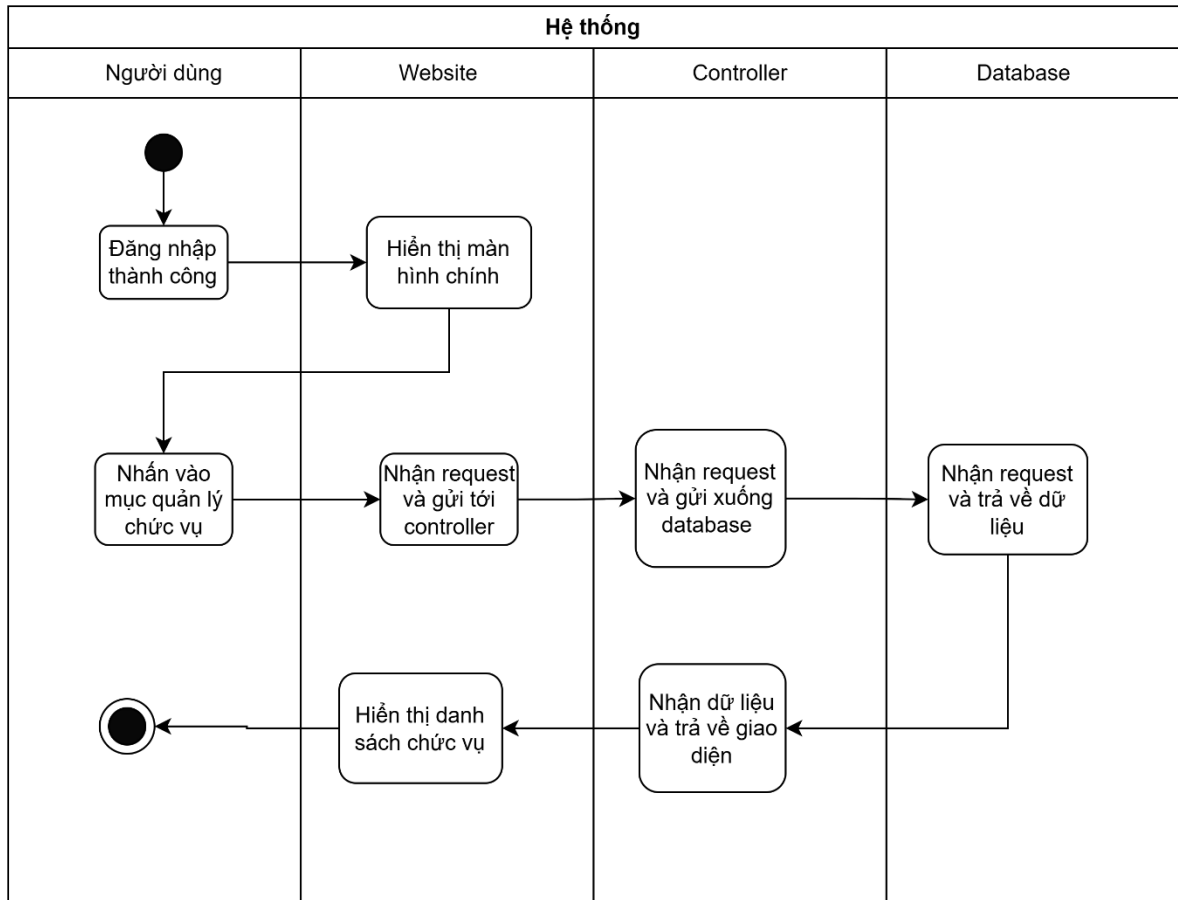 Hệ thống
Người dùng
Website
Controller
Database
Đăng nhập
thành công
Hiển thị màn
hình chính
Nhấn vào
mục quản lý
chức vụ
Nhận request
và gửi tới
controller
Nhận request
và gửi xuống
database
Nhận request
và trả về dữ
liệu
Hiển thị danh
sách chức vụ
Nhận dữ liệu
và trả về giao
diện